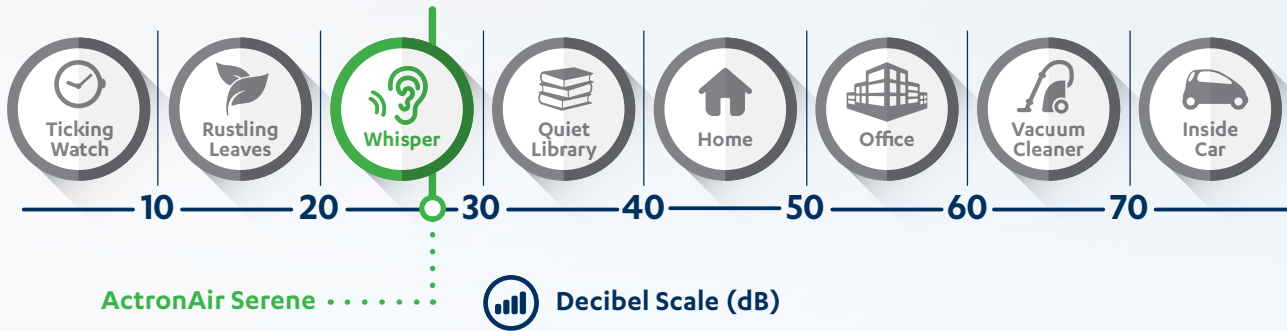 Ticking
Watch
Rustling
Leaves
Whisper
Quiet
Library
Home
Office
Vacuum
Cleaner
Inside
Car
10 20 30 40 50 60 70
ActronAir Serene
Decibel Scale (dB)